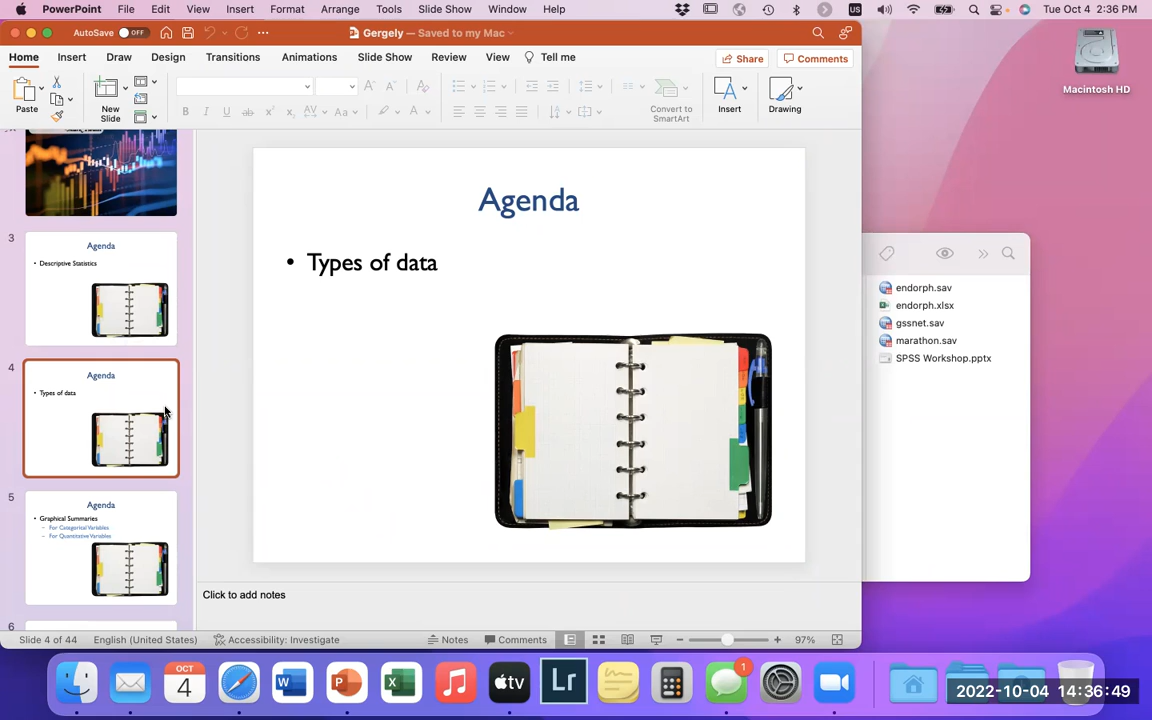 PowerPoint File Edit View Insert Format Arrange Tools Slide Show Window Help US Tue Oct 4 2:36 PM
AutoSave OFF Gergely — Saved to my Mac
Home Insert Draw Design Transitions Animations Slide Show Review View Tell me Share Comments
Paste New Slide Convert to SmartArt Insert Drawing
Macintosh HD
3
Agenda
• Descriptive Statistics
4
Agenda
• Types of data
5
Agenda
• Graphical Summaries
– For Categorical Variables
– For Quantitative Variables
6
Agenda
• Types of data
endorph.sav
endorph.xlsx
gssnet.sav
marathon.sav
SPSS Workshop.pptx
Click to add notes
Slide 4 of 44 English (United States) Accessibility: Investigate Notes Comments 97%
OCT
4
W
P
X
tv
Lr
1
2022-10-04 14:36:49